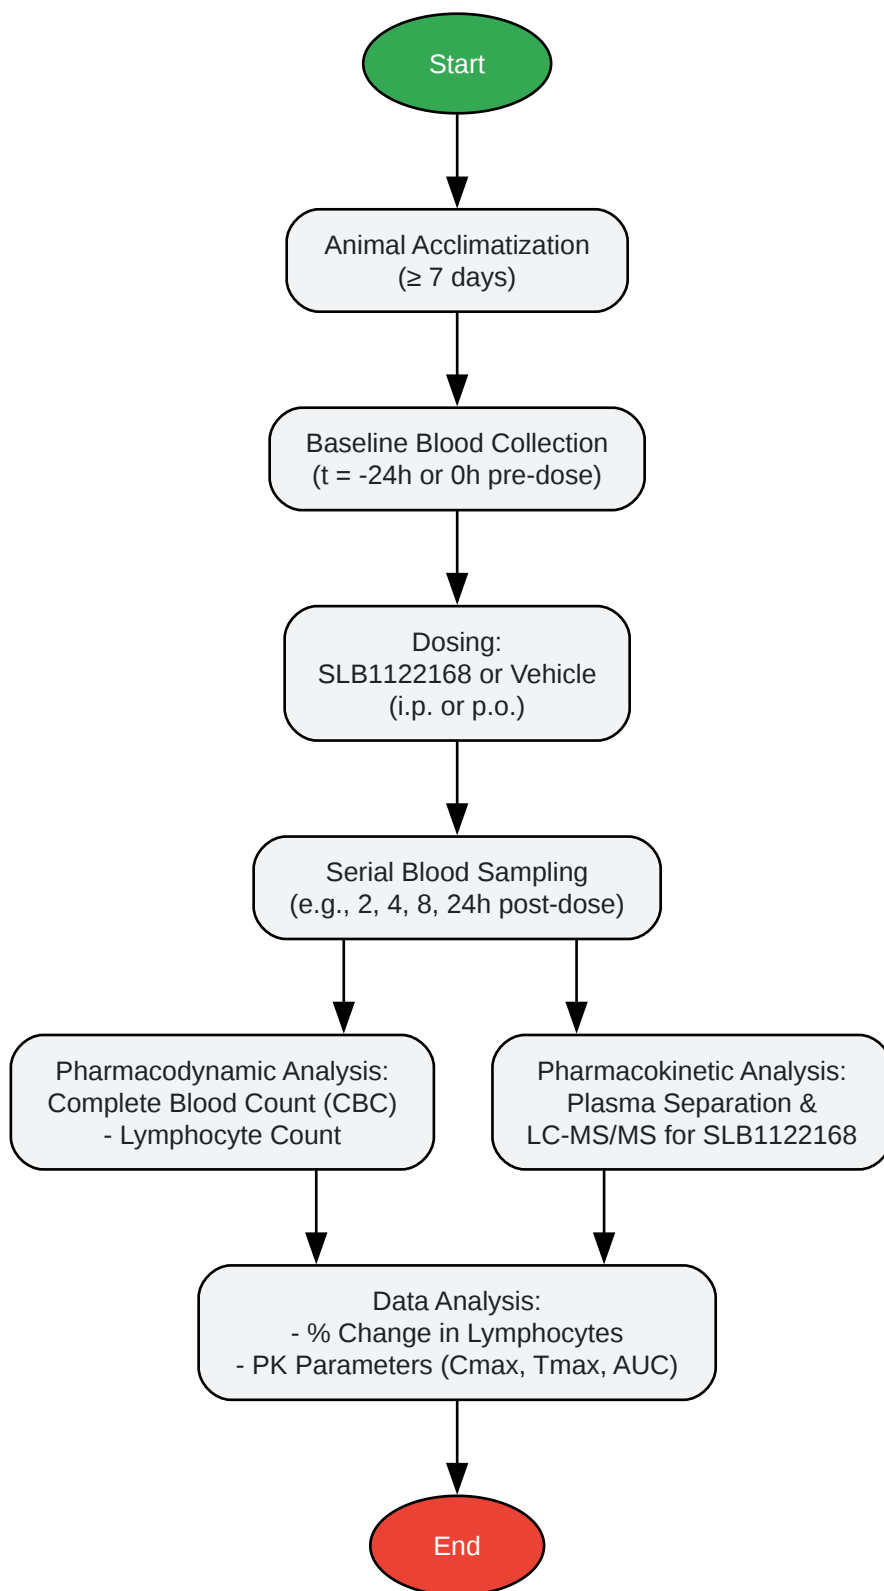 Start
Animal Acclimatization
(≥ 7 days)
Baseline Blood Collection
(t = -24h or 0h pre-dose)
Dosing:
SLB1122168 or Vehicle
(i.p. or p.o.)
Serial Blood Sampling
(e.g., 2, 4, 8, 24h post-dose)
Pharmacodynamic Analysis:
Complete Blood Count (CBC)
- Lymphocyte Count
Pharmacokinetic Analysis:
Plasma Separation &
LC-MS/MS for SLB1122168
Data Analysis:
- % Change in Lymphocytes
- PK Parameters (Cmax, Tmax, AUC)
End